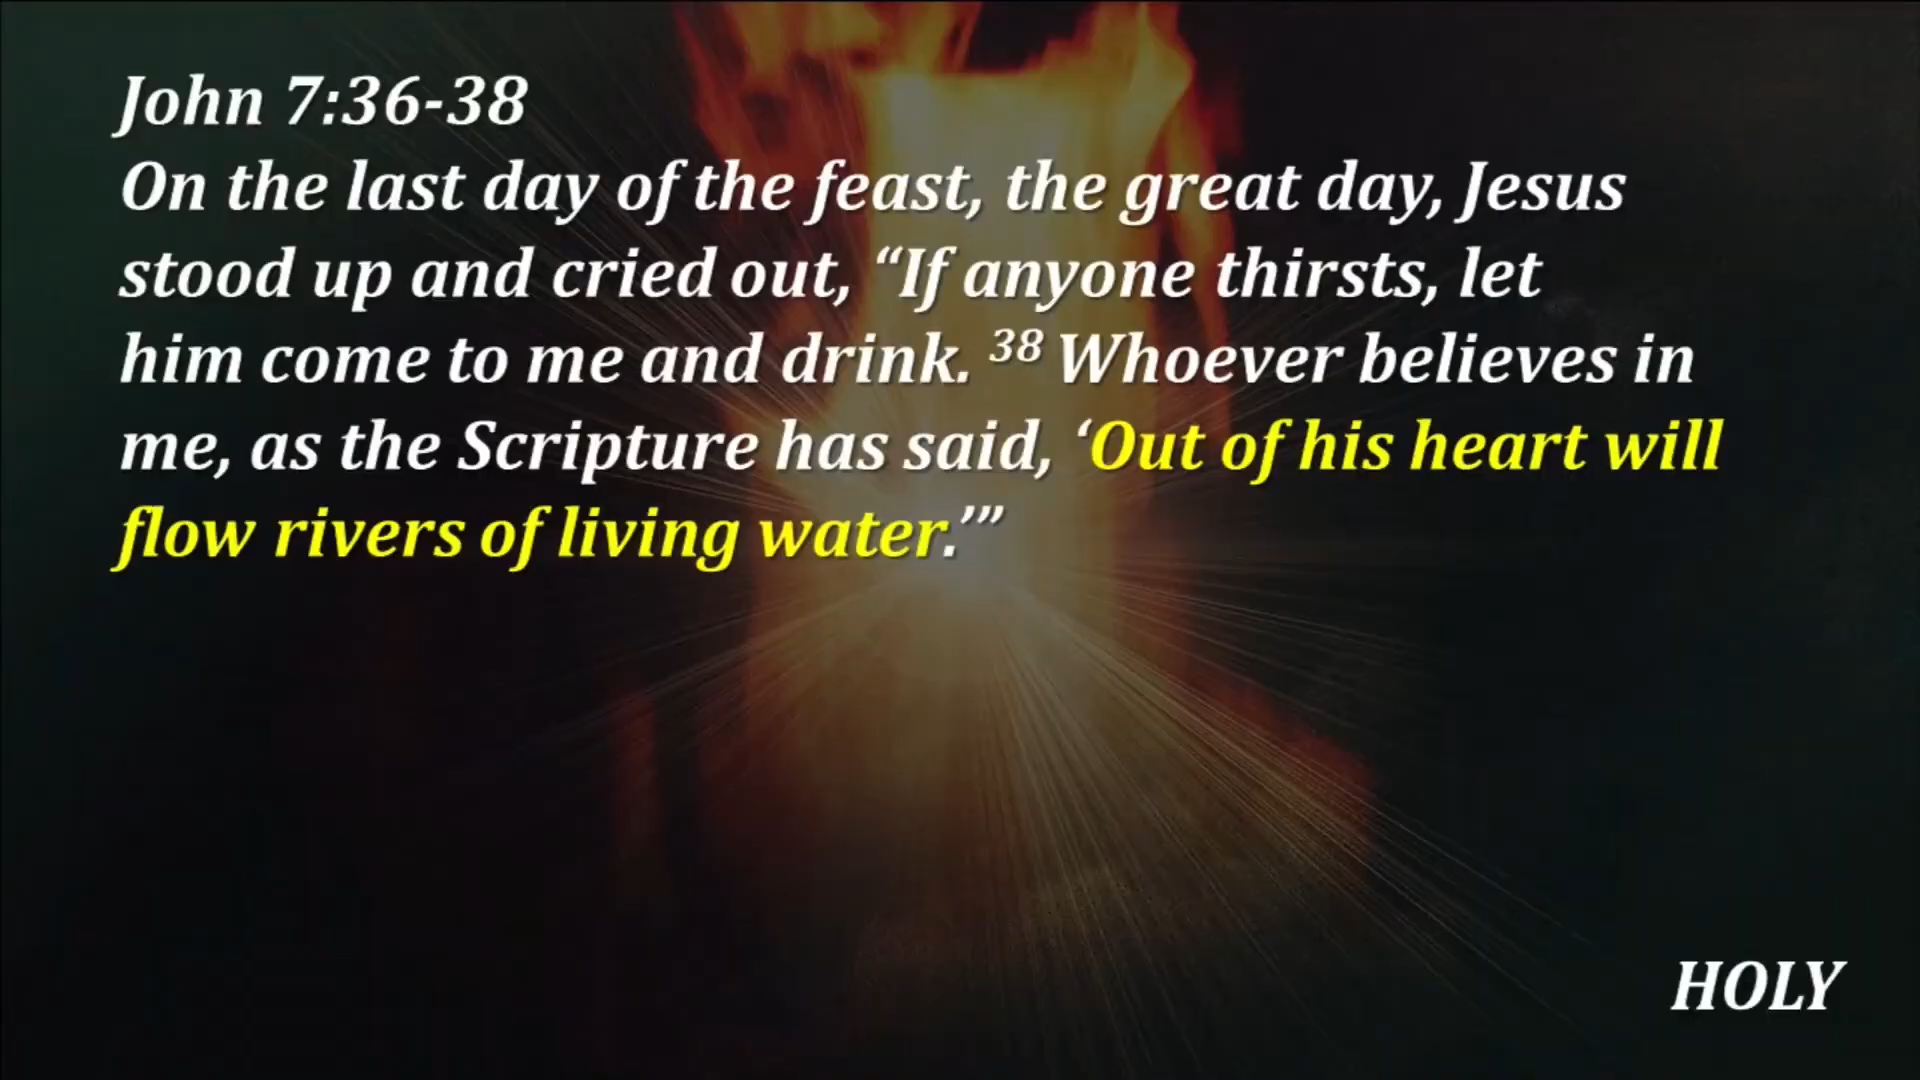 John 7:36-38
On the last day of the feast, the great day, Jesus
stood up and cried out, “If anyone thirsts, let
him come to me and drink. 38 Whoever believes in
me, as the Scripture has said, ‘Out of his heart will
flow rivers of living water.’”
HOLY